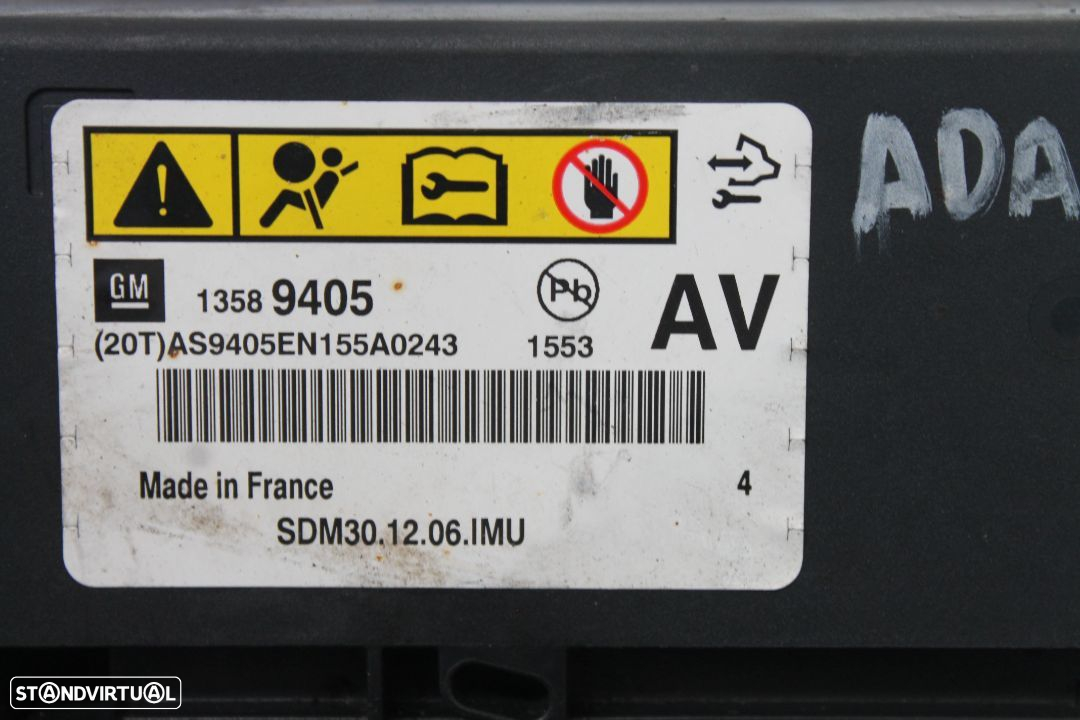 ADA
GM 1358 9405 Pb AV
(20T)AS9405EN155A0243 1553
Made in France 4
SDM30.12.06.IMU
STANDVIRTUAL